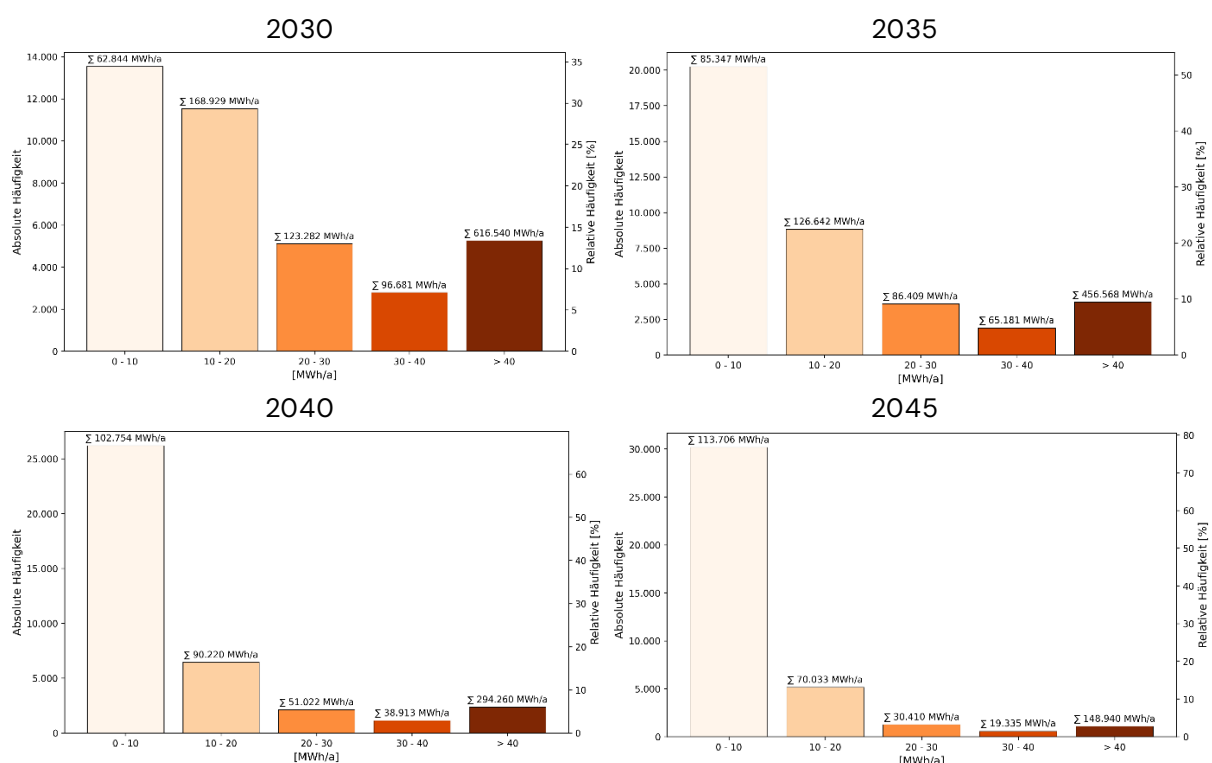 2030
∑ 62.844 MWh/a
∑ 168.929 MWh/a
∑ 123.282 MWh/a
∑ 96.681 MWh/a
∑ 616.540 MWh/a
14.000
12.000
10.000
8.000
6.000
4.000
2.000
0
Absolute Häufigkeit
35
30
25
20
15
10
5
0
Relative Häufigkeit [%]
0 - 10
10 - 20
20 - 30
30 - 40
> 40
[MWh/a]
2035
∑ 85.347 MWh/a
∑ 126.642 MWh/a
∑ 86.409 MWh/a
∑ 65.181 MWh/a
∑ 456.568 MWh/a
20.000
17.500
15.000
12.500
10.000
7.500
5.000
2.500
0
Absolute Häufigkeit
50
40
30
20
10
0
Relative Häufigkeit [%]
0 - 10
10 - 20
20 - 30
30 - 40
> 40
[MWh/a]
2040
∑ 102.754 MWh/a
∑ 90.220 MWh/a
∑ 51.022 MWh/a
∑ 38.913 MWh/a
∑ 294.260 MWh/a
25.000
20.000
15.000
10.000
5.000
0
Absolute Häufigkeit
60
50
40
30
20
10
0
Relative Häufigkeit [%]
0 - 10
10 - 20
20 - 30
30 - 40
> 40
[MWh/a]
2045
∑ 113.706 MWh/a
∑ 70.033 MWh/a
∑ 30.410 MWh/a
∑ 19.335 MWh/a
∑ 148.940 MWh/a
30.000
25.000
30.000
15.000
10.000
5.000
0
Absolute Häufigkeit
80
70
60
50
40
30
20
10
0
Relative Häufigkeit [%]
0 - 10
10 - 20
20 - 30
30 - 40
> 40
[MWh/a]